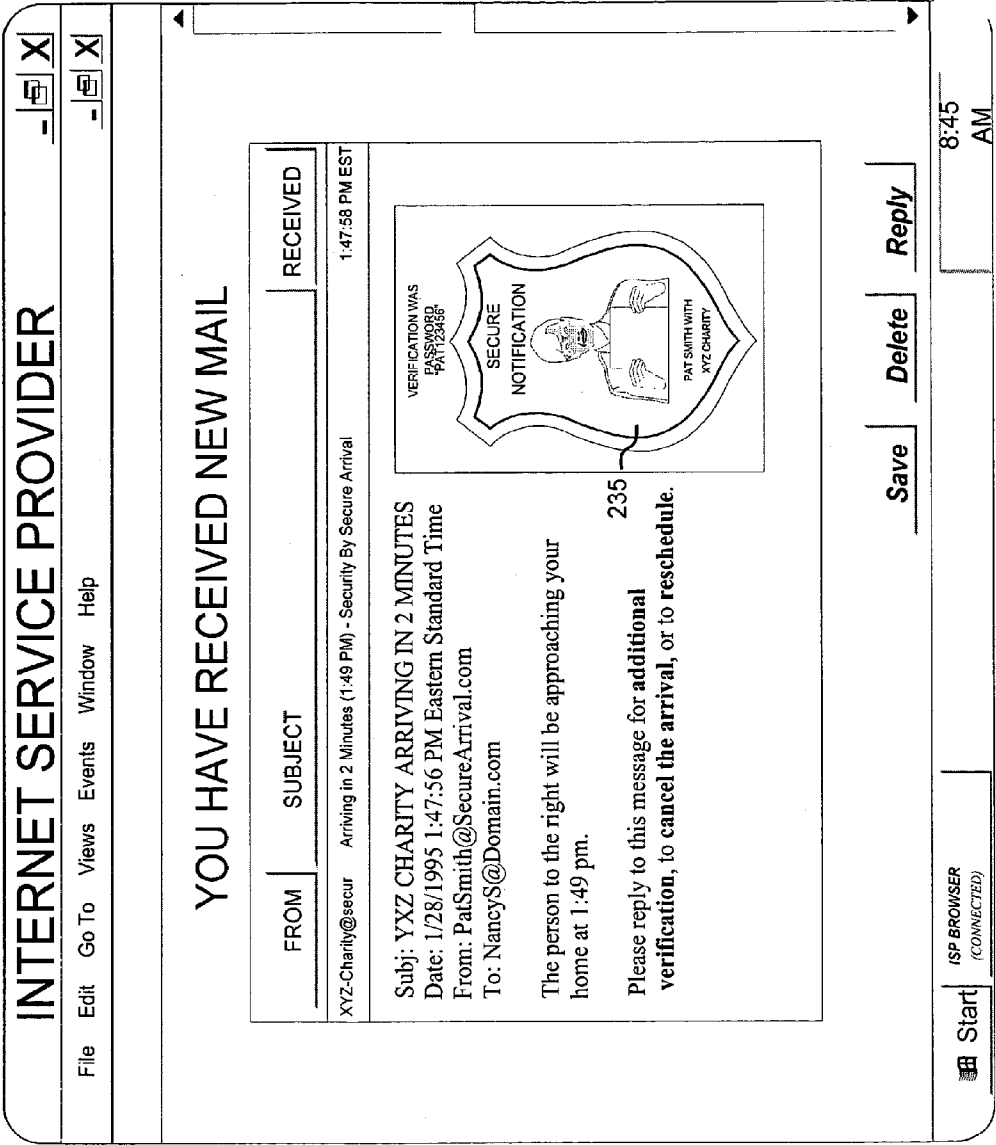 INTERNET SERVICE PROVIDER
- X
File Edit Go To Views Events Window Help
- X
YOU HAVE RECEIVED NEW MAIL
FROM SUBJECT RECEIVED
XYZ-Charity@secur Arriving in 2 Minutes (1:49 PM) - Security By Secure Arrival 1:47:58 PM EST
Subj: YXZ CHARITY ARRIVING IN 2 MINUTES
Date: 1/28/1995 1:47:56 PM Eastern Standard Time
From: PatSmith@SecureArrival.com
To: NancyS@Domain.com
The person to the right will be approaching your
home at 1:49 pm.
Please reply to this message for additional
verification, to cancel the arrival, or to reschedule.
VERIFICATION WAS
PASSWORD
"PAT123456"
SECURE
NOTIFICATION
PAT SMITH WITH
XYZ CHARITY
235
Save Delete Reply
Start ISP BROWSER
(CONNECTED)
8:45
AM